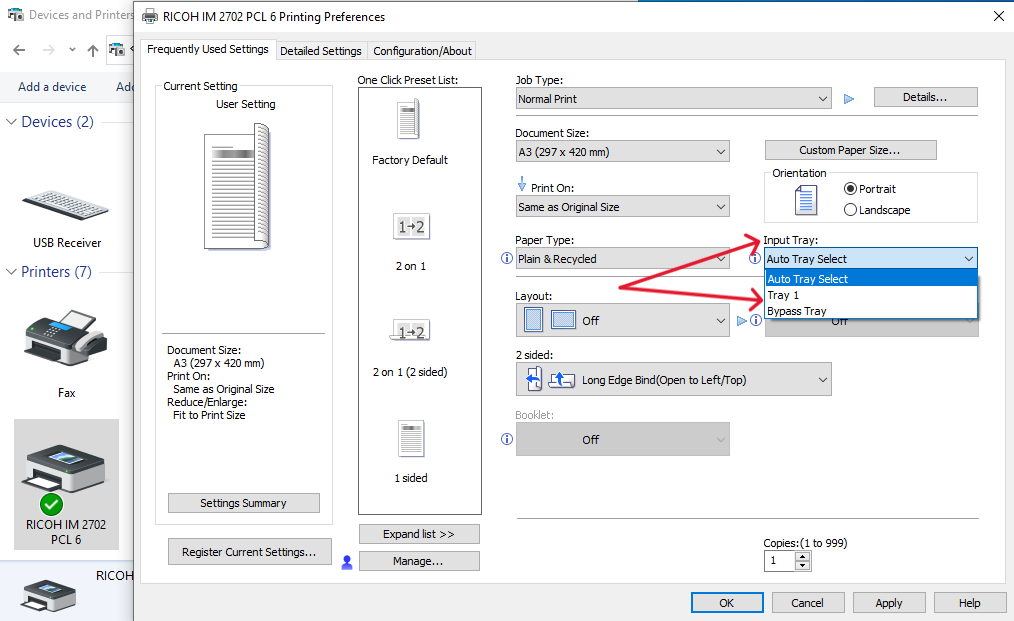 Devices and Printers
RICOH IM 2702 PCL 6 Printing Preferences
Add a device
Ad
Devices (2)
USB Receiver
Printers (7)
Fax
RICOH IM 2702
PCL 6
RICOH
Frequently Used Settings
Detailed Settings
Configuration/About
Current Setting
User Setting
Document Size:
A3 (297 x 420 mm)
Print On:
Same as Original Size
Reduce/Enlarge:
Fit to Print Size
Settings Summary
Register Current Settings...
One Click Preset List:
Factory Default
1→2
2 on 1
1→2
2 on 1 (2 sided)
1 sided
Expand list >>
Manage...
Job Type:
Normal Print
Details...
Document Size:
A3 (297 x 420 mm)
Custom Paper Size...
Print On:
Same as Original Size
Orientation
Portrait
Landscape
Paper Type:
Plain & Recycled
Input Tray:
Auto Tray Select
Auto Tray Select
Tray 1
Bypass Tray
Layout:
Off
Off
2 sided:
Long Edge Bind(Open to Left/Top)
Booklet:
Off
Copies:(1 to 999)
1
OK
Cancel
Apply
Help